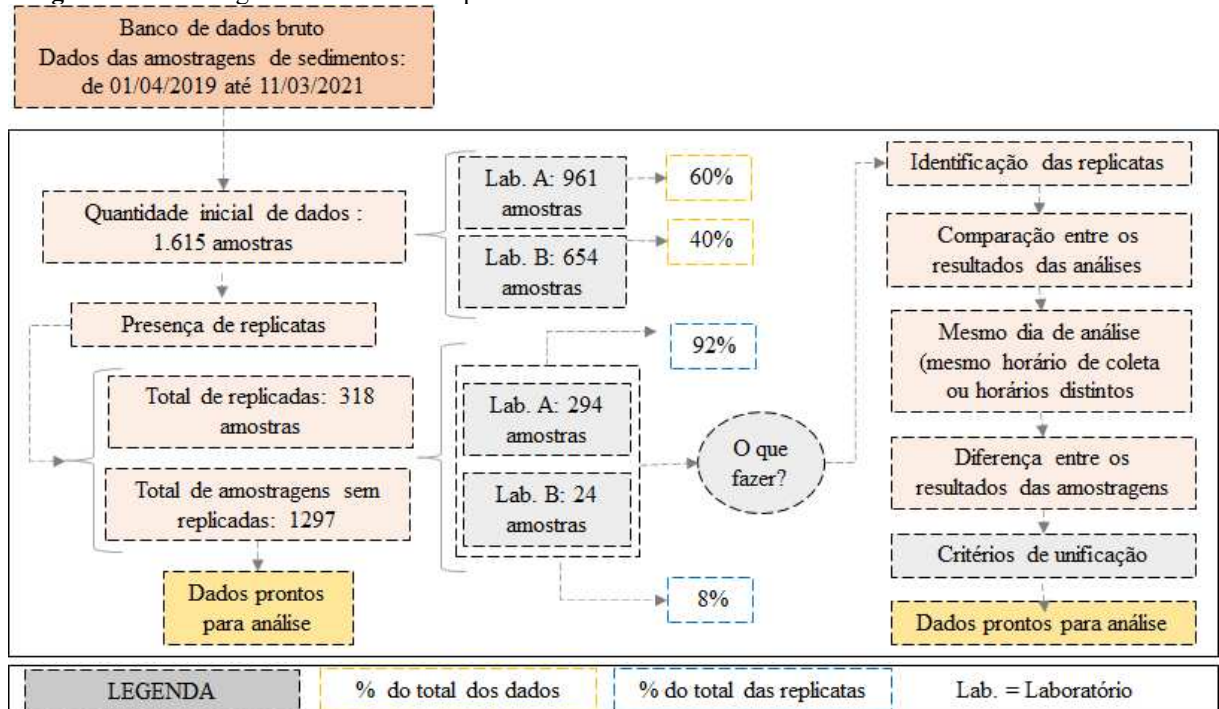 Banco de dados bruto
Dados das amostragens de sedimentos:
de 01/04/2019 até 11/03/2021
Quantidade inicial de dados :
1.615 amostras
Lab. A: 961
amostras
60%
Lab. B: 654
amostras
40%
Presença de replicatas
Total de replicadas: 318
amostras
Total de amostragens sem
replicadas: 1297
Dados prontos
para análise
92%
Lab. A: 294
amostras
Lab. B: 24
amostras
8%
O que
fazer?
Identificação das replicatas
Comparação entre os
resultados das análises
Mesmo dia de análise
(mesmo horário de coleta
ou horários distintos
Diferença entre os
resultados das amostragens
Critérios de unificação
Dados prontos para análise
LEGENDA
% do total dos dados
% do total das replicatas
Lab. = Laboratório